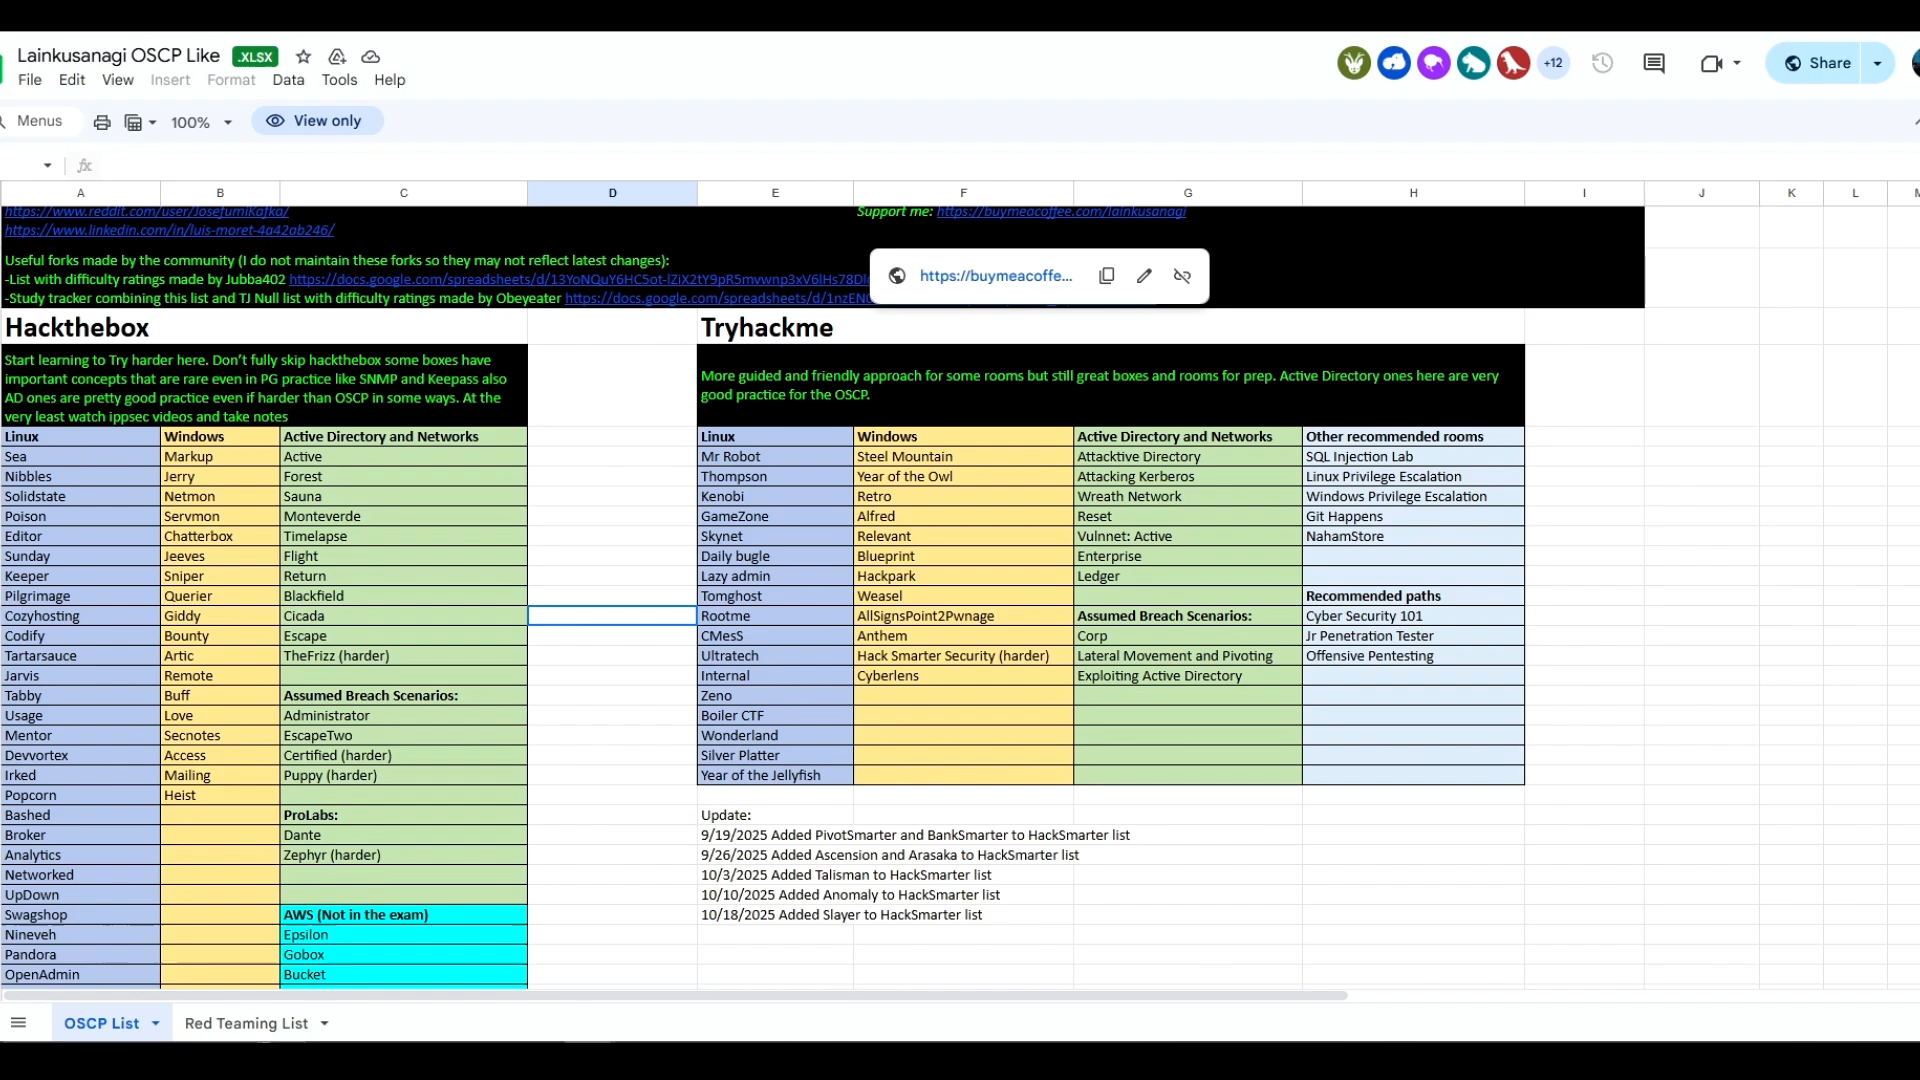 Lainkusanagi OSCP Like .XLSX
+12
Share
File Edit View Insert Format Data Tools Help
Menus 100% View only
fx
A B C D E F G H I J K L
https://www.reddit.com/user/JosefumiKafka/ Support me: https://buymeacoffee.com/lainkusanagi
https://www.linkedin.com/in/luis-moret-4a42ab246/
Useful forks made by the community (I do not maintain these forks so they may not reflect latest changes):
-List with difficulty ratings made by Jubba402
https://buymeacoffe...
-Study tracker combining this list and TJ Null list with difficulty ratings made by Obeyeater https://docs.google.com/spreadsheets/d/1nzEN
Hackthebox Tryhackme
Start learning to Try harder here. Don't fully skip hackthebox some boxes have
important concepts that are rare even in PG practice like SNMP and Keepass also
AD ones are pretty good practice even if harder than OSCP in some ways. At the
very least watch ippsec videos and take notes
More guided and friendly approach for some rooms but still great boxes and rooms for prep. Active Directory ones here are very
good practice for the OSCP.
Linux Windows Active Directory and Networks Linux Windows Active Directory and Networks Other recommended rooms
Sea Markup Active Mr Robot Steel Mountain Attacktive Directory SQL Injection Lab
Nibbles Jerry Forest Thompson Year of the Owl Attacking Kerberos Linux Privilege Escalation
Solidstate Netmon Sauna Kenobi Retro Wreath Network Windows Privilege Escalation
Poison Servmon Monteverde GameZone Alfred Reset Git Happens
Editor Chatterbox Timelapse Skynet Relevant Vulnnet: Active NahamStore
Sunday Jeeves Flight Daily bugle Blueprint Enterprise
Keeper Sniper Return Lazy admin Hackpark Ledger
Pilgrimage Querier Blackfield Tomghost Weasel Recommended paths
Cozyhosting Giddy Cicada Rootme AllSignsPoint2Pwnage Assumed Breach Scenarios: Cyber Security 101
Codify Bounty Escape CMesS Anthem Corp Jr Penetration Tester
Tartarsauce Artic TheFrizz (harder) Ultratech Hack Smarter Security (harder) Lateral Movement and Pivoting Offensive Pentesting
Jarvis Remote Internal Cyberlens Exploiting Active Directory
Tabby Buff Assumed Breach Scenarios: Zeno
Usage Love Administrator Boiler CTF
Mentor Secnotes EscapeTwo Wonderland
Devvortex Access Certified (harder) Silver Platter
Irked Mailing Puppy (harder) Year of the Jellyfish
Popcorn Heist
Bashed ProLabs: Update:
Broker Dante 9/19/2025 Added PivotSmarter and BankSmarter to HackSmarter list
Analytics Zephyr (harder) 9/26/2025 Added Ascension and Arasaka to HackSmarter list
Networked 10/3/2025 Added Talisman to HackSmarter list
UpDown 10/10/2025 Added Anomaly to HackSmarter list
Swagshop AWS (Not in the exam) 10/18/2025 Added Slayer to HackSmarter list
Nineveh Epsilon
Pandora Gobox
OpenAdmin Bucket
OSCP List Red Teaming List